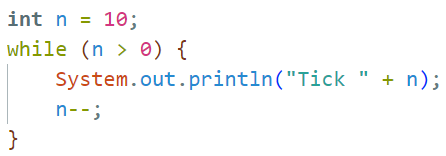 int n = 10;
while (n > 0) {
    System.out.println("Tick " + n);
    n--;
}